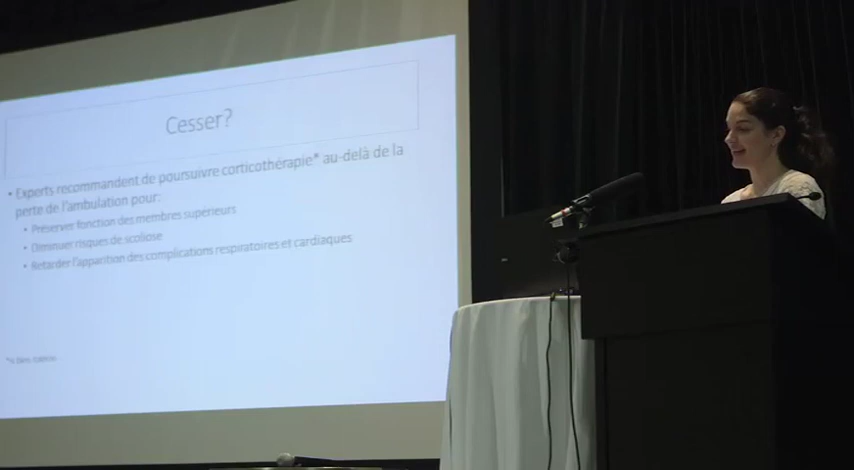 Cesser?
• Experts recommandent de poursuivre corticothérapie* au-delà de la
perte de l'ambulation pour:
• Préserver fonction des membres supérieurs
• Diminuer risques de scoliose
• Retarder l'apparition des complications respiratoires et cardiaques